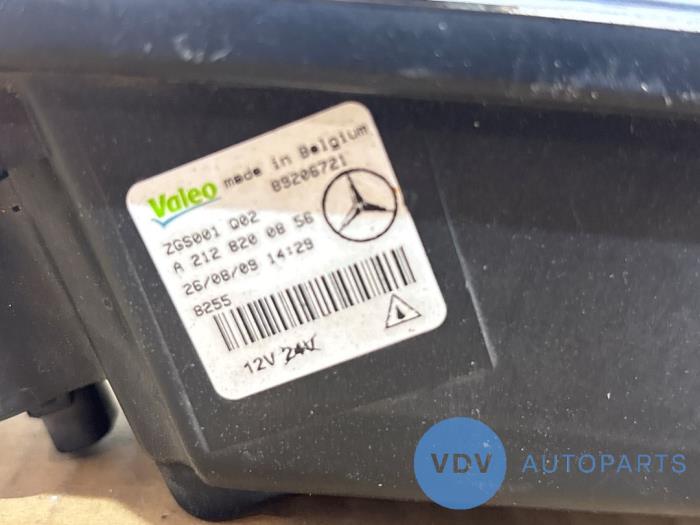 Valeo made in Belgium
89206721
ZGS001 Q02
A 212 820 08 56
26/08/09 14:29
8255
12V 24V
VDV AUTOPARTS